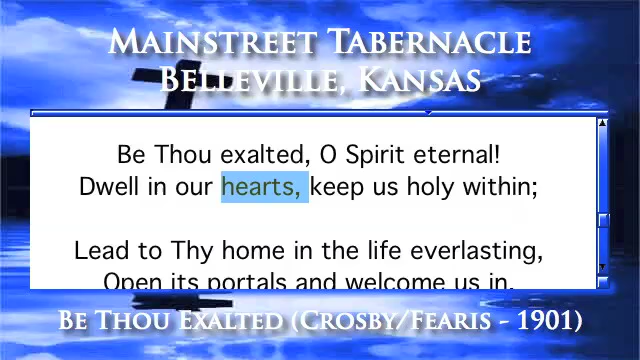 Mainstreet Tabernacle
Belleville, Kansas
Be Thou exalted, O Spirit eternal!
Dwell in our hearts, keep us holy within;
Lead to Thy home in the life everlasting,
Open its portals and welcome us in.
Be Thou Exalted (Crosby/Fearis - 1901)